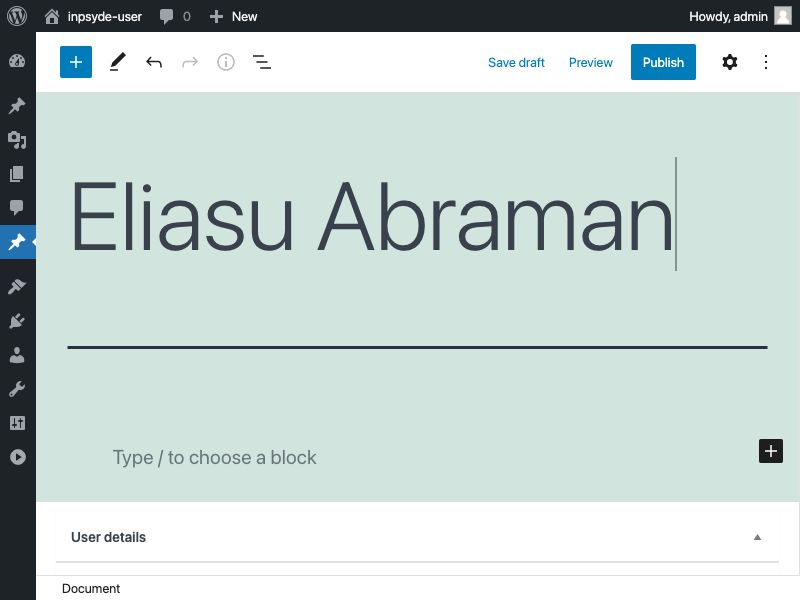 inpsyde-user 0 New Howdy, admin
Save draft Preview Publish
Eliasu Abraman
Type / to choose a block
User details
Document